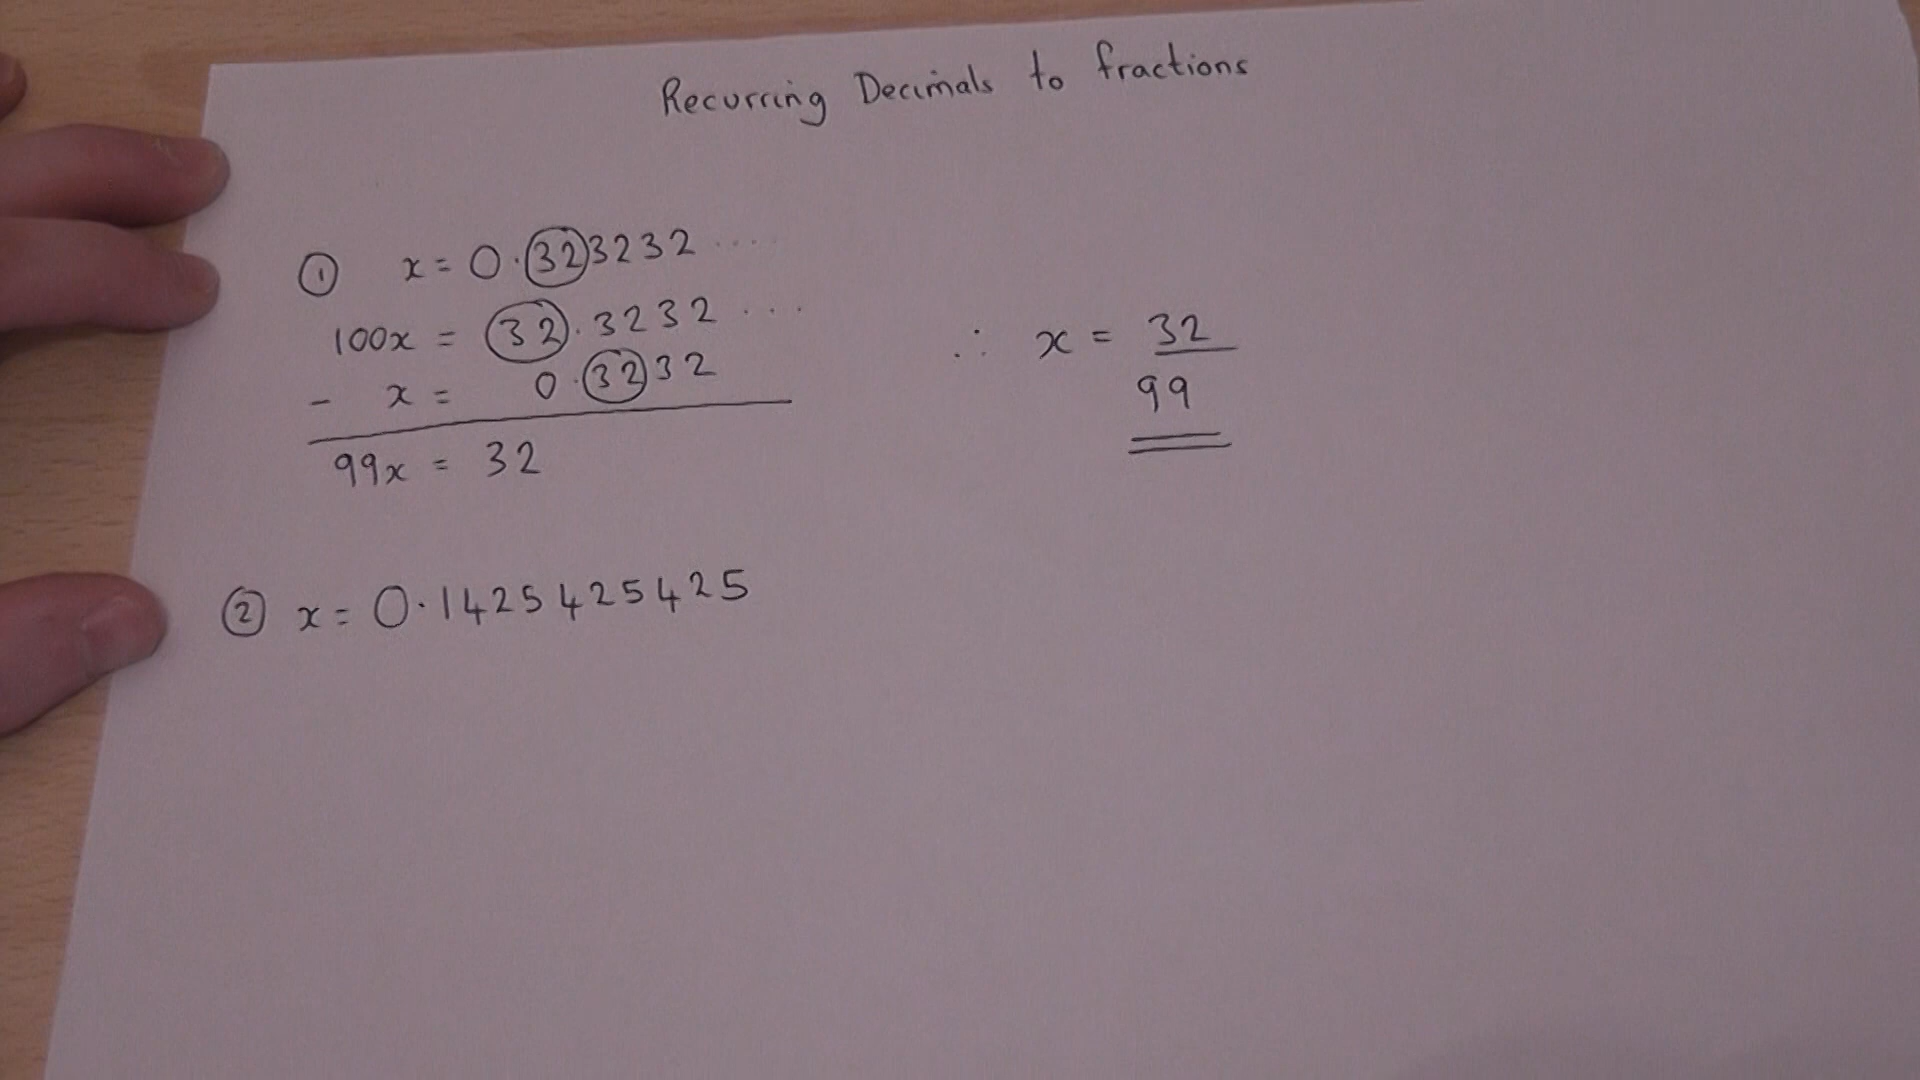 Recurring Decimals to fractions
① x = 0.323232 ....
100x = 32.3232 ...
- x = 0.3232
99x = 32
∴ x = 32
99
② x = 0.1425425425